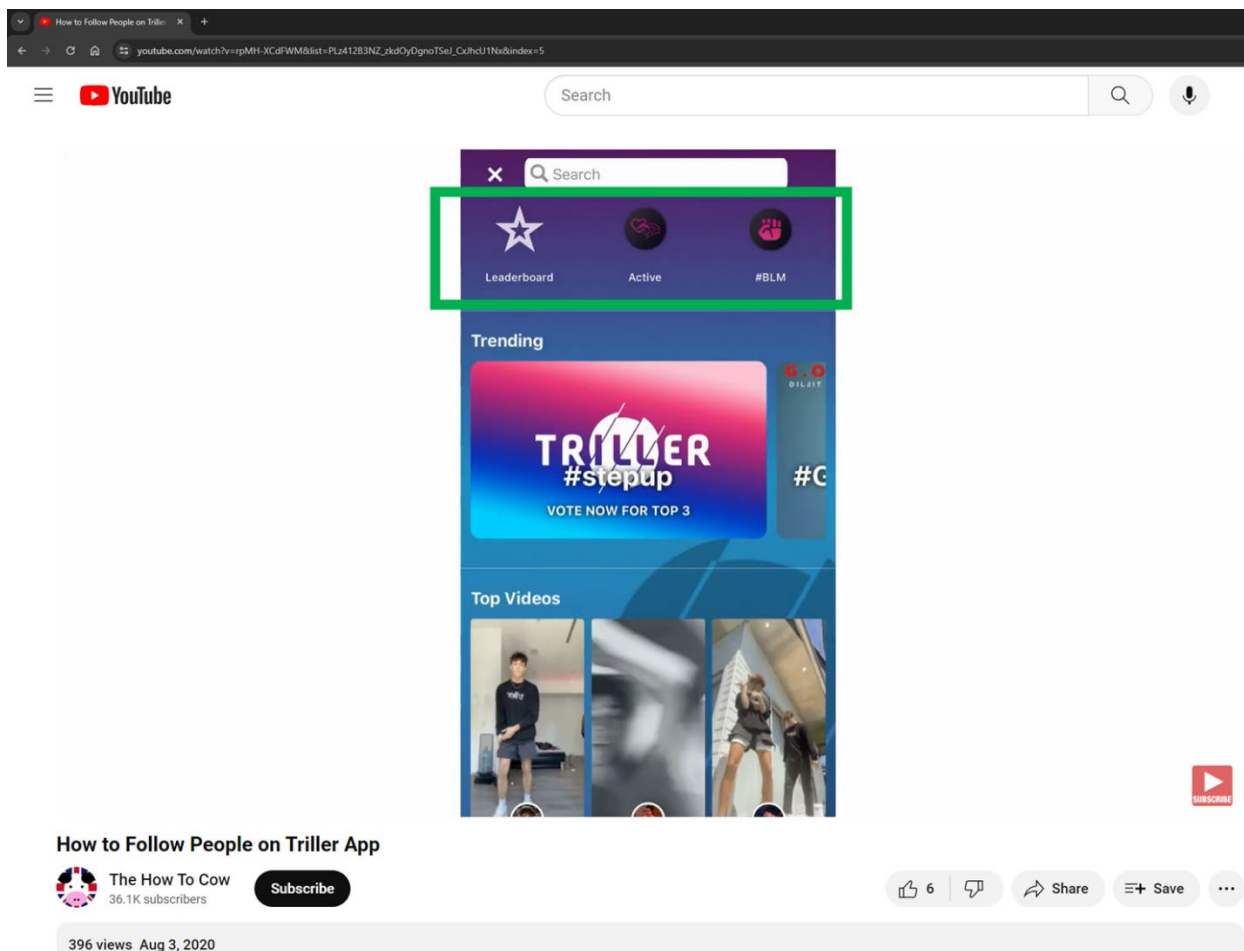 How to Follow People on Triller
youtube.com/watch?v=rpMH-XCdFWM&list=PLz41283NZ_zkdOyDgnoTSeJ_CxJhcU1Nx&index=5
YouTube
Search
Search
Leaderboard Active #BLM
Trending
G.O
DILJIT
TRILLER
#stepup #G
VOTE NOW FOR TOP 3
Top Videos
SUBSCRIBE
How to Follow People on Triller App
The How To Cow
36.1K subscribers
Subscribe
6 Share Save
396 views Aug 3, 2020